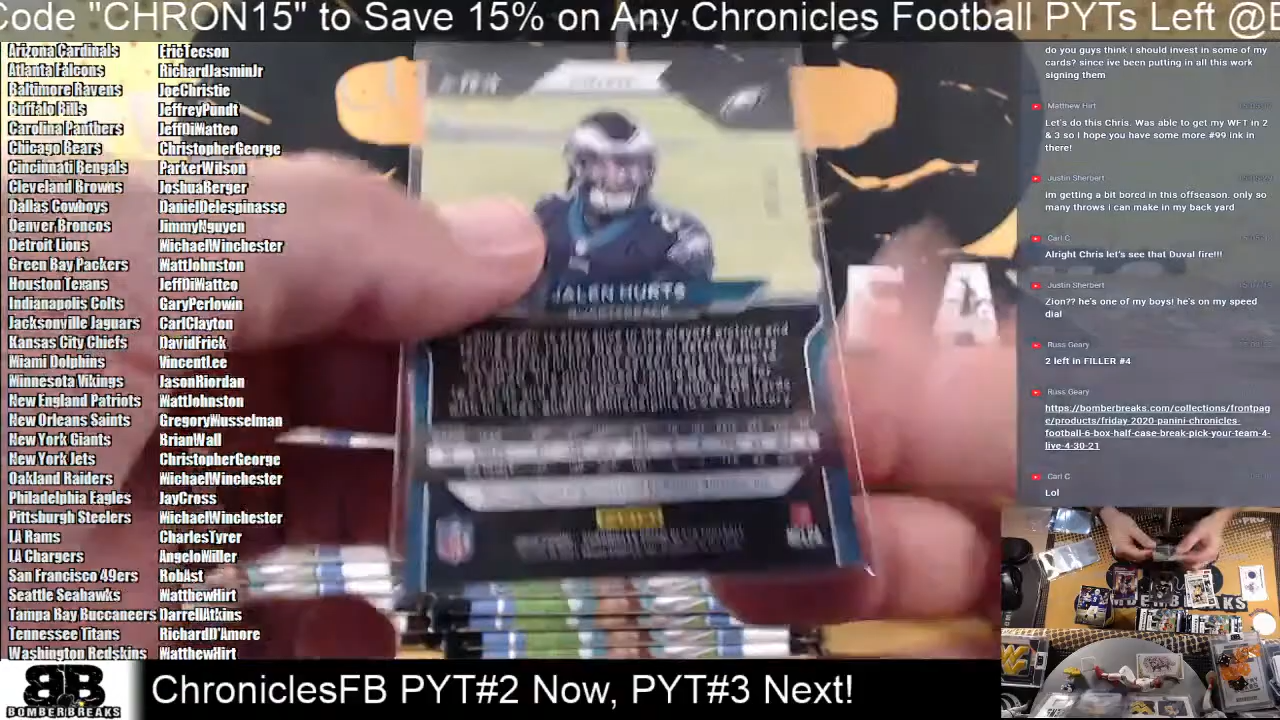 Code "CHRON15" to Save 15% on Any Chronicles Football PYTs Left @
Arizona Cardinals EricTecson
Atlanta Falcons RichardJasminJr
Baltimore Ravens JoeChristie
Buffalo Bills JeffreyPundt
Carolina Panthers JeffDiMatteo
Chicago Bears ChristopherGeorge
Cincinnati Bengals ParkerWilson
Cleveland Browns JoshuaBerger
Dallas Cowboys DanielDelespinasse
Denver Broncos JimmyNguyen
Detroit Lions MichaelWinchester
Green Bay Packers MattJohnston
Houston Texans JeffDiMatteo
Indianapolis Colts GaryPerlowin
Jacksonville Jaguars CarlClayton
Kansas City Chiefs DavidFrick
Miami Dolphins VincentLee
Minnesota Vikings JasonRiordan
New England Patriots MattJohnston
New Orleans Saints GregoryMusselman
New York Giants BrianWall
New York Jets ChristopherGeorge
Oakland Raiders MichaelWinchester
Philadelphia Eagles JayCross
Pittsburgh Steelers MichaelWinchester
LA Rams CharlesTyrer
LA Chargers AngeloMiller
San Francisco 49ers RobAst
Seattle Seahawks MatthewHirt
Tampa Bay Buccaneers DarrellAtkins
Tennessee Titans RichardD'Amore
Washington Redskins MatthewHirt
JALEN HURTS
QUARTERBACK
NFL
do you guys think i should invest in some of my
cards? since ive been putting in all this work
signing them
Matthew Hirt
Let's do this Chris. Was able to get my WFT in 2
& 3 so I hope you have some more #99 ink in
there!
Justin Sherbert
im getting a bit bored in this offseason. only so
many throws i can make in my back yard
Carl C
Alright Chris let's see that Duval fire!!!
Justin Sherbert
Zion?? he's one of my boys! he's on my speed
dial
Russ Geary
2 left in FILLER #4
Russ Geary
https://bomberbreaks.com/collections/frontpag
e/products/friday-2020-panini-chronicles-
football-6-box-half-case-break-pick-your-team-4-
live-4-30-21
Carl C
Lol
BB
BOMBERBREAKS
ChroniclesFB PYT#2 Now, PYT#3 Next!